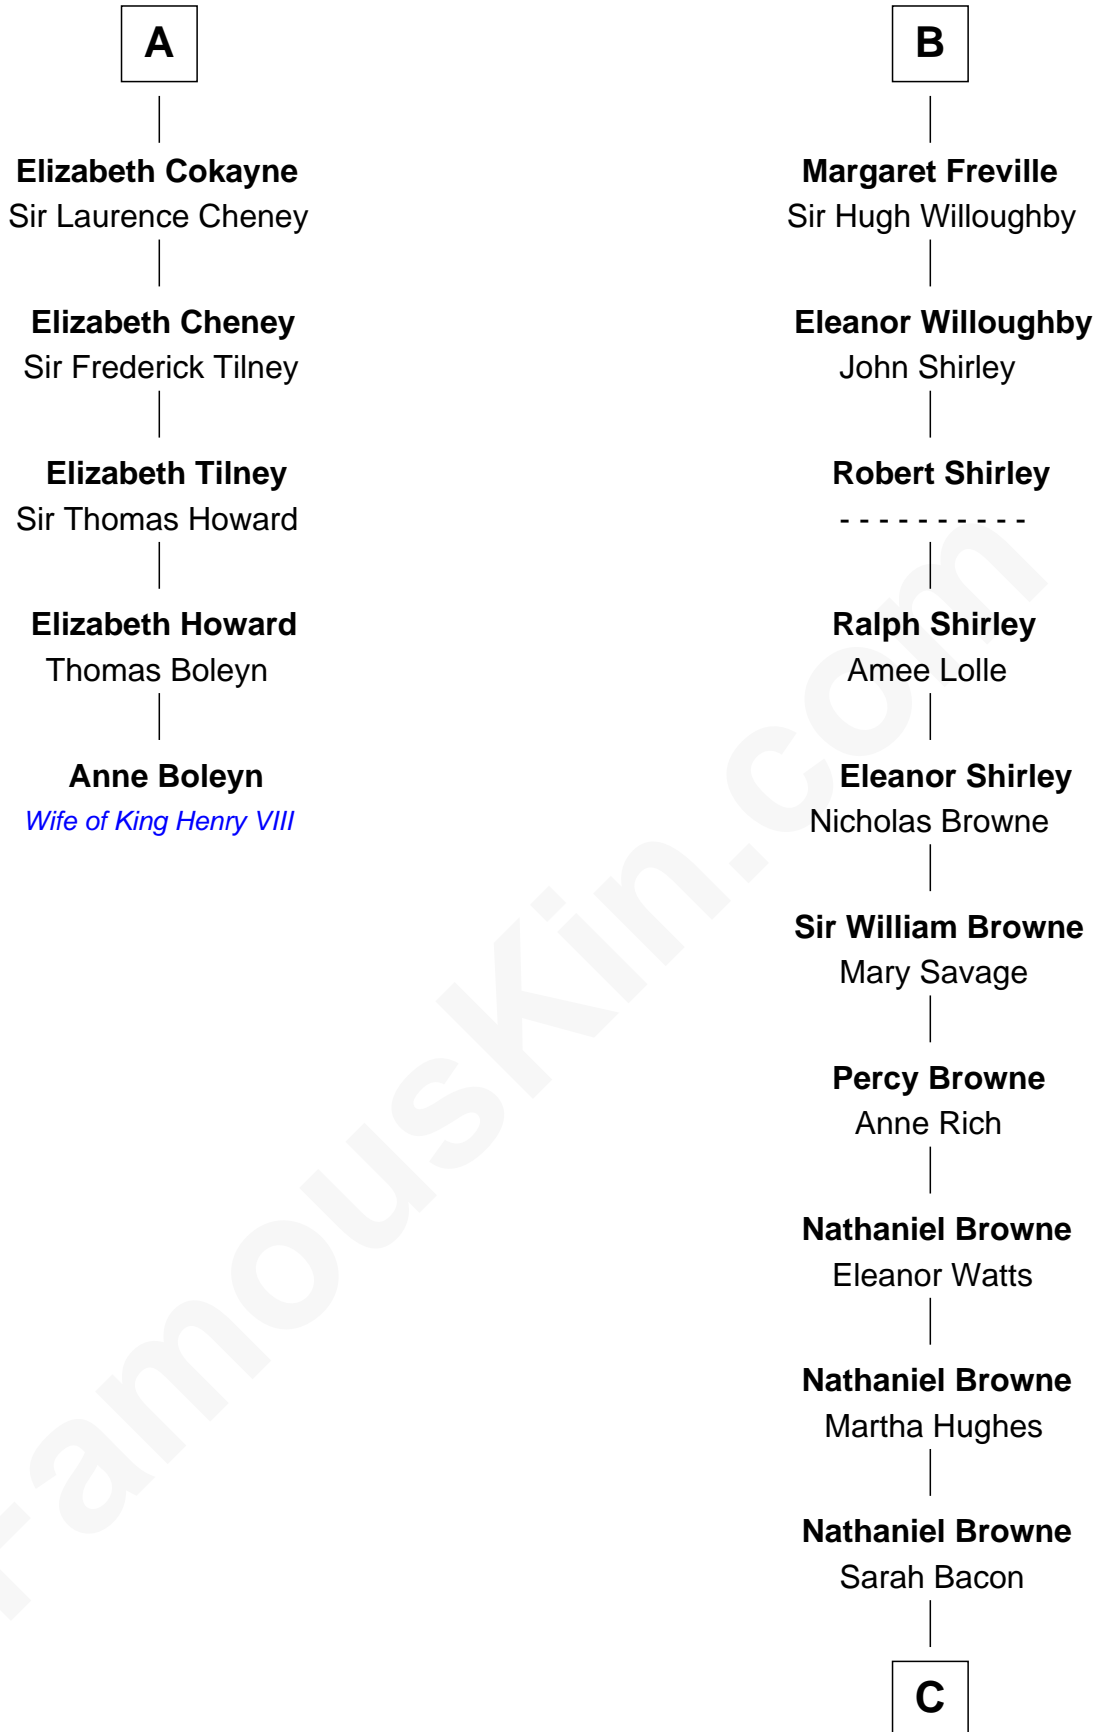 A
Elizabeth Cokayne
Sir Laurence Cheney
Elizabeth Cheney
Sir Frederick Tilney
Elizabeth Tilney
Sir Thomas Howard
Elizabeth Howard
Thomas Boleyn
Anne Boleyn
Wife of King Henry VIII
B
Margaret Freville
Sir Hugh Willoughby
Eleanor Willoughby
John Shirley
Robert Shirley
- - - - - - - - - -
Ralph Shirley
Amee Lolle
Eleanor Shirley
Nicholas Browne
Sir William Browne
Mary Savage
Percy Browne
Anne Rich
Nathaniel Browne
Eleanor Watts
Nathaniel Browne
Martha Hughes
Nathaniel Browne
Sarah Bacon
C
FamousKin.com